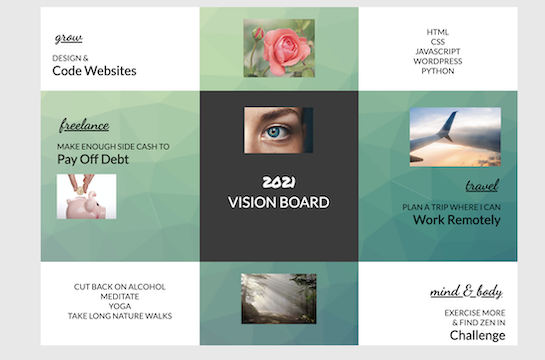 grow
DESIGN &
Code Websites
HTML
CSS
JAVASCRIPT
WORDPRESS
PYTHON
freelance
MAKE ENOUGH SIDE CASH TO
Pay Off Debt
2021
VISION BOARD
travel
PLAN A TRIP WHERE I CAN
Work Remotely
CUT BACK ON ALCOHOL
MEDITATE
YOGA
TAKE LONG NATURE WALKS
mind & body
EXERCISE MORE
& FIND ZEN IN
Challenge